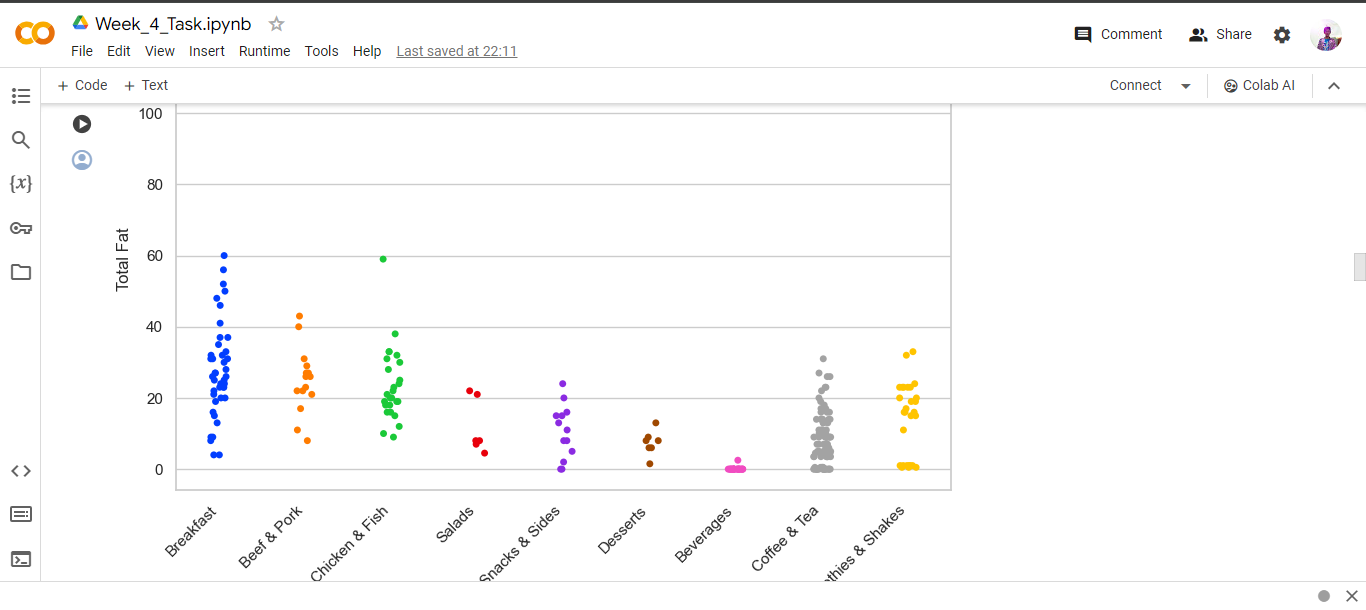 Week_4_Task.ipynb
File Edit View Insert Runtime Tools Help Last saved at 22:11
Comment Share
+ Code + Text
Connect Colab AI
{x}
100
80
60
40
20
0
Total Fat
Breakfast
Beef & Pork
Chicken & Fish
Salads
Snacks & Sides
Desserts
Beverages
Coffee & Tea
thies & Shakes